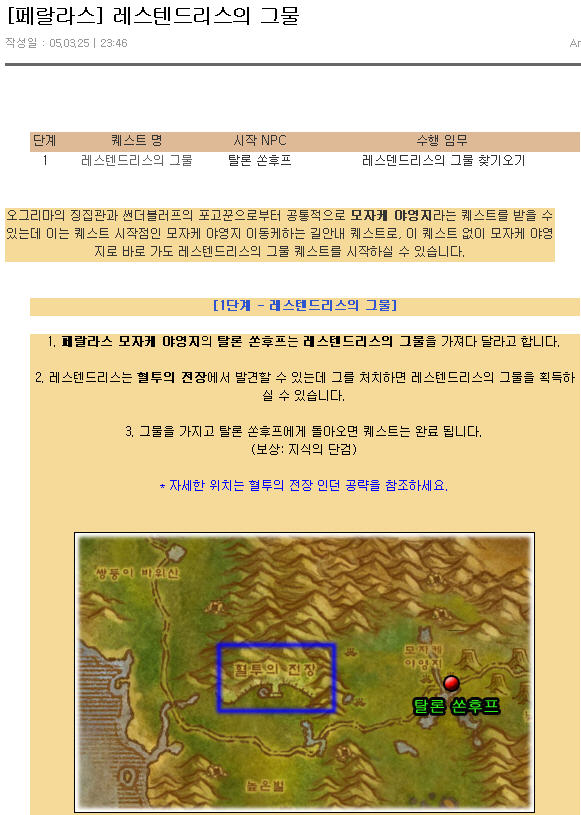 [페랄라스] 레스텐드리스의 그물
작성일 : 05.03.25 | 23:46
Ar
단계 퀘스트 명 시작 NPC 수행 임무
1 레스텐드리스의 그물 탈론 쏜후프 레스텐드리스의 그물 찾기오기
오그리마의 징집관과 썬더블러프의 포고꾼으로부터 공통적으로 모자케 야영지라는 퀘스트를 받을 수
있는데 이는 퀘스트 시작점인 모자케 야영지 이동케하는 길안내 퀘스트로, 이 퀘스트 없이 모자케 야영
지로 바로 가도 레스텐드리스의 그물 퀘스트를 시작하실 수 있습니다.
[1단계 - 레스텐드리스의 그물]
1. 페랄라스 모자케 야영지의 탈론 쏜후프는 레스텐드리스의 그물을 가져다 달라고 합니다.
2. 레스텐드리스는 혈투의 전장에서 발견할 수 있는데 그를 처치하면 레스텐드리스의 그물을 획득하
실 수 있습니다.
3. 그물을 가지고 탈론 쏜후프에게 돌아오면 퀘스트는 완료 됩니다.
(보상: 지식의 단검)
* 자세한 위치는 혈투의 전장 인던 공략을 참조하세요.
쌍둥이 바위산
모자케
야영지
혈투의 전장
탈론 쏜후프
높은벌